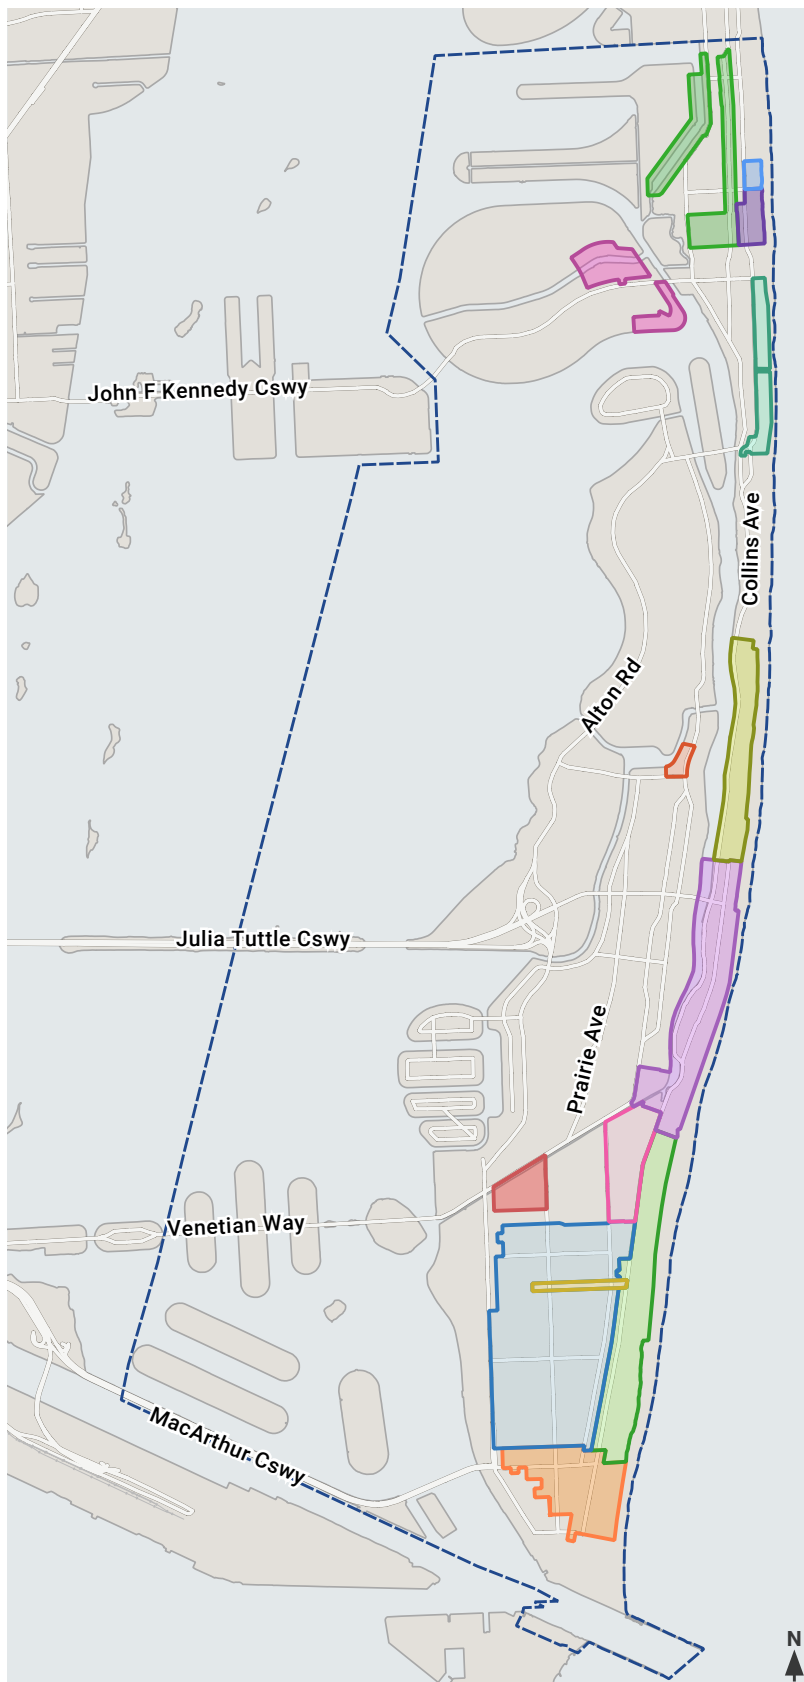 John F Kennedy Cswy
Collins Ave
Alton Rd
Julia Tuttle Cswy
Prairie Ave
Venetian Way
MacArthur Cswy
N